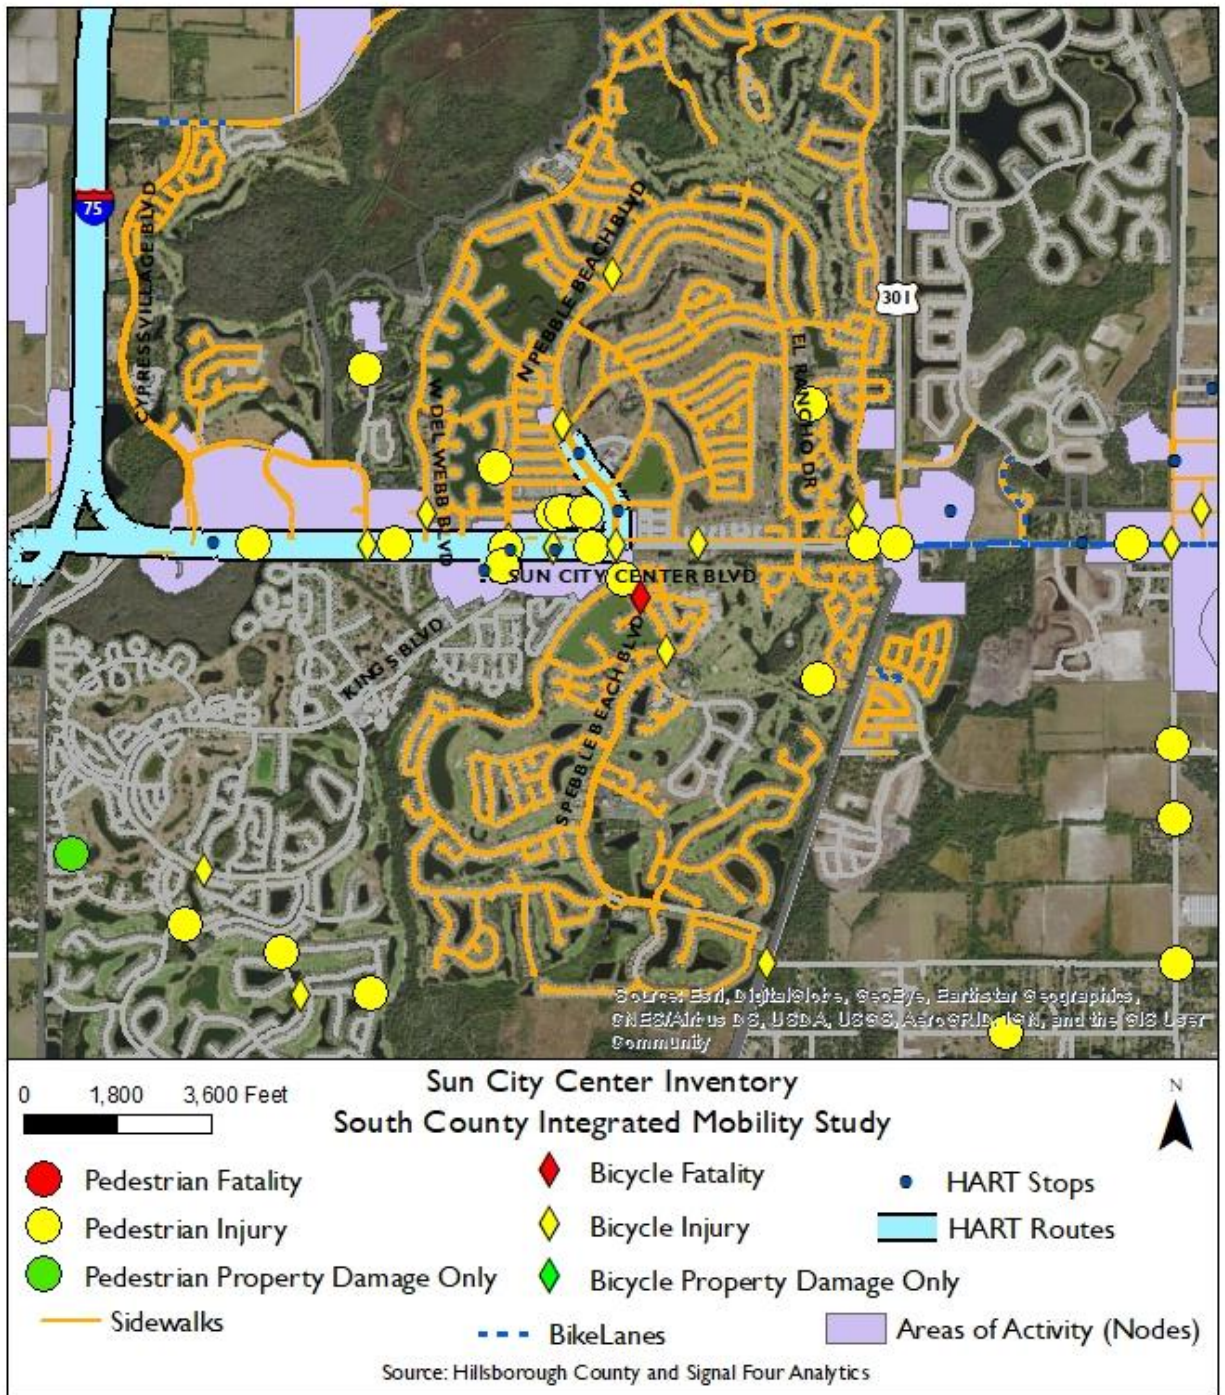 75
CYPRESSVILLAGE BLVD
N PEBBLE BEACH BLVD
301
EL RANCHO DR
W DEL WEBB BLVD
SUN CITY CENTER BLVD
KINGS BLVD
S PEBBLE BEACH BLVD
Source: Esri, DigitalGlobe, GeoEye, Earthstar Geographics,
CNES/Airbus DS, USDA, USGS, AeroGRID, IGN, and the GIS User
Community
Sun City Center Inventory
South County Integrated Mobility Study
0 1,800 3,600 Feet
N
Pedestrian Fatality
Pedestrian Injury
Pedestrian Property Damage Only
Sidewalks
Bicycle Fatality
Bicycle Injury
Bicycle Property Damage Only
BikeLanes
HART Stops
HART Routes
Areas of Activity (Nodes)
Source: Hillsborough County and Signal Four Analytics